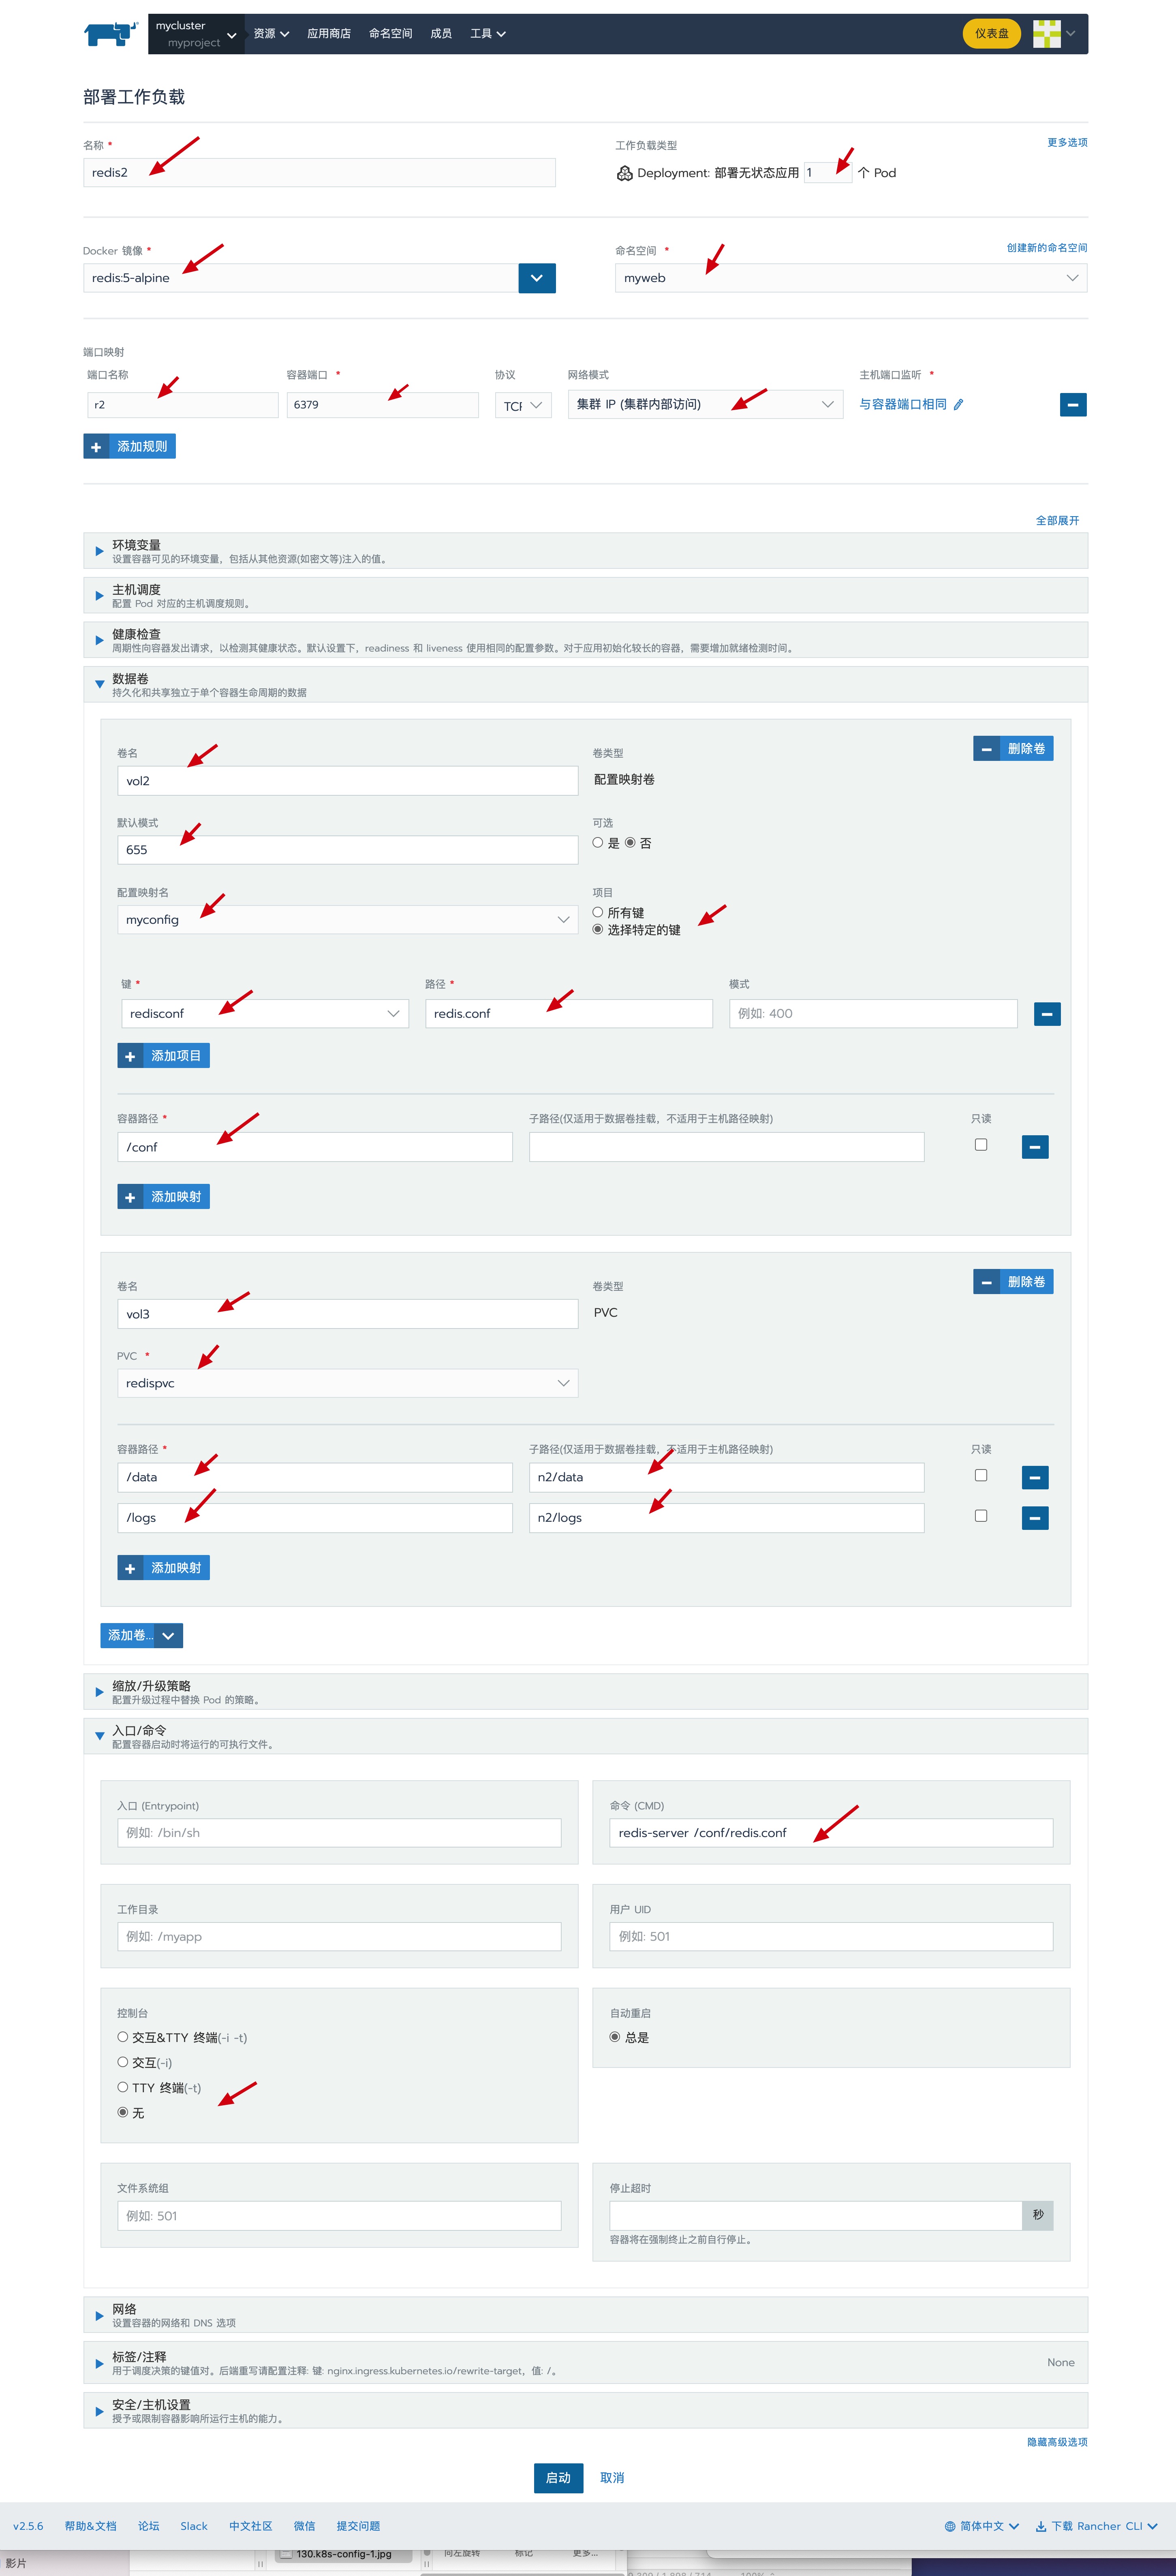 mycluster
myproject
资源
应用商店
命名空间
成员
工具
仪表盘
部署工作负载
名称 *
工作负载类型
更多选项
redis2
Deployment: 部署无状态应用 1 个 Pod
Docker 镜像 *
命名空间 *
创建新的命名空间
redis:5-alpine
myweb
端口映射
端口名称
容器端口 *
协议
网络模式
主机端口监听 *
r2
6379
TCP
集群 IP (集群内部访问)
与容器端口相同
添加规则
全部展开
环境变量
设置容器可见的环境变量，包括从其他资源(如密文等)注入的值。
主机调度
配置 Pod 对应的主机调度规则。
健康检查
周期性向容器发出请求，以检测其健康状态。默认设置下，readiness 和 liveness 使用相同的配置参数。对于应用初始化较长的容器，需要增加就绪检测时间。
数据卷
持久化和共享独立于单个容器生命周期的数据
卷名
卷类型
删除卷
vol2
配置映射卷
默认模式
可选
655
是 否
配置映射名
项目
myconfig
所有键
选择特定的键
键 *
路径 *
模式
redisconf
redis.conf
例如: 400
添加项目
容器路径 *
子路径(仅适用于数据卷挂载，不适用于主机路径映射)
只读
/conf
添加映射
卷名
卷类型
删除卷
vol3
PVC
PVC *
redispvc
容器路径 *
子路径(仅适用于数据卷挂载，不适用于主机路径映射)
只读
/data
n2/data
/logs
n2/logs
添加映射
添加卷...
缩放/升级策略
配置升级过程中替换 Pod 的策略。
入口/命令
配置容器启动时将运行的可执行文件。
入口 (Entrypoint)
命令 (CMD)
例如: /bin/sh
redis-server /conf/redis.conf
工作目录
用户 UID
例如: /myapp
例如: 501
控制台
自动重启
交互&TTY 终端(-i -t)
总是
交互(-i)
TTY 终端(-t)
无
文件系统组
停止超时
例如: 501
秒
容器将在强制终止之前自行停止。
网络
设置容器的网络和 DNS 选项
标签/注释
用于调度决策的键值对。后端重写请配置注释: 键: nginx.ingress.kubernetes.io/rewrite-target，值: /。
None
安全/主机设置
授予或限制容器影响所运行主机的能力。
隐藏高级选项
启动
取消
v2.5.6
帮助&文档
论坛
Slack
中文社区
微信
提交问题
简体中文
下载 Rancher CLI
130.k8s-config-1.jpg
向左旋转
标记
更多...
影片